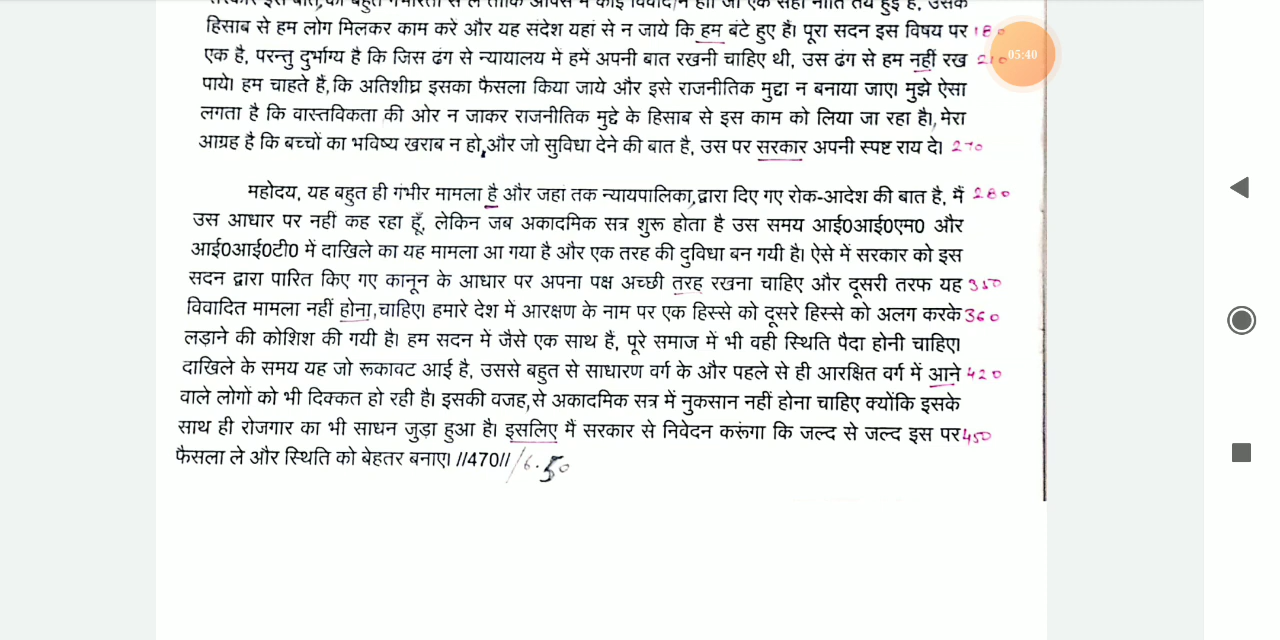 हिसाब से हम लोग मिलकर काम करें और यह संदेश यहां से न जाये कि हम बंटे हुए हैं। पूरा सदन इस विषय पर 180
एक है, परन्तु दुर्भाग्य है कि जिस ढंग से न्यायालय में हमें अपनी बात रखनी चाहिए थी, उस ढंग से हम नहीं रख 210
05:40
पाये। हम चाहते हैं, कि अतिशीघ्र इसका फैसला किया जाये और इसे राजनीतिक मुद्दा न बनाया जाए। मुझे ऐसा
लगता है कि वास्तविकता की ओर न जाकर राजनीतिक मुद्दे के हिसाब से इस काम को लिया जा रहा है। मेरा
आग्रह है कि बच्चों का भविष्य खराब न हो, और जो सुविधा देने की बात है, उस पर सरकार अपनी स्पष्ट राय दे। 270
महोदय, यह बहुत ही गंभीर मामला है और जहां तक न्यायपालिका द्वारा दिए गए रोक-आदेश की बात है, मैं 280
उस आधार पर नहीं कह रहा हूँ, लेकिन जब अकादमिक सत्र शुरू होता है उस समय आई0आई0एम0 और
आई0आई0टी0 में दाखिले का यह मामला आ गया है और एक तरह की दुविधा बन गयी है। ऐसे में सरकार को इस
सदन द्वारा पारित किए गए कानून के आधार पर अपना पक्ष अच्छी तरह रखना चाहिए और दूसरी तरफ यह 350
विवादित मामला नहीं होना चाहिए। हमारे देश में आरक्षण के नाम पर एक हिस्से को दूसरे हिस्से को अलग करके 360
लड़ाने की कोशिश की गयी है। हम सदन में जैसे एक साथ हैं, पूरे समाज में भी वही स्थिति पैदा होनी चाहिए।
दाखिले के समय यह जो रूकावट आई है, उससे बहुत से साधारण वर्ग के और पहले से ही आरक्षित वर्ग में आने 420
वाले लोगों को भी दिक्कत हो रही है। इसकी वजह से अकादमिक सत्र में नुकसान नहीं होना चाहिए क्योंकि इसके
साथ ही रोजगार का भी साधन जुड़ा हुआ है। इसलिए मैं सरकार से निवेदन करूंगा कि जल्द से जल्द इस पर 450
फैसला ले और स्थिति को बेहतर बनाए। //470// 6.50